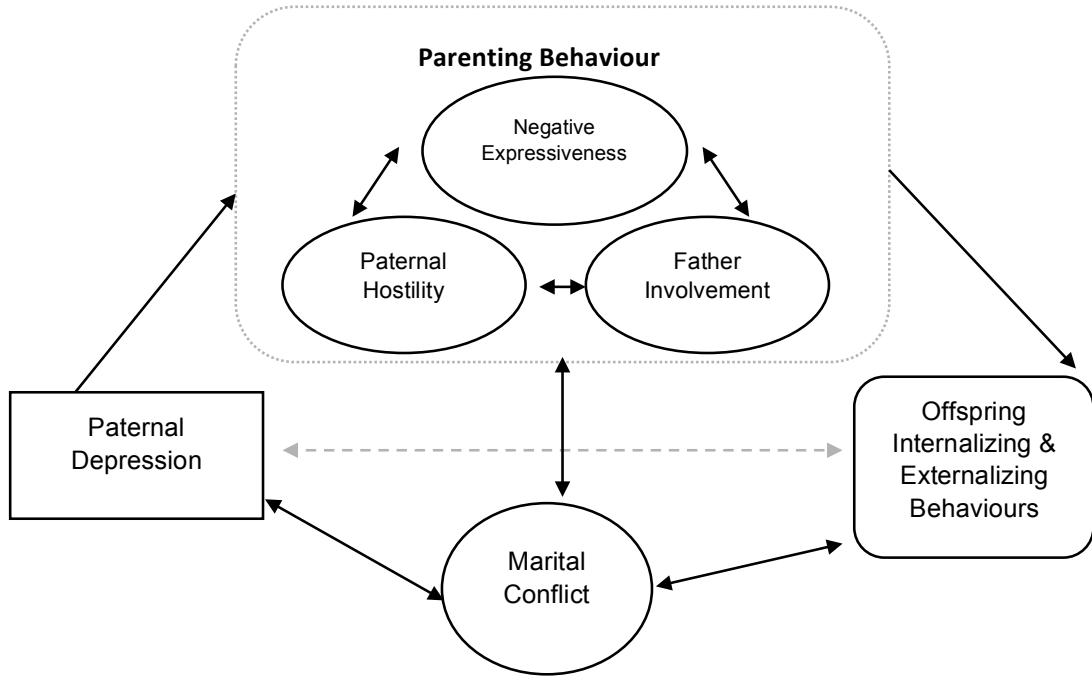 Parenting Behaviour
Negative
Expressiveness
Paternal
Hostility
Father
Involvement
Paternal
Depression
Offspring
Internalizing &
Externalizing
Behaviours
Marital
Conflict